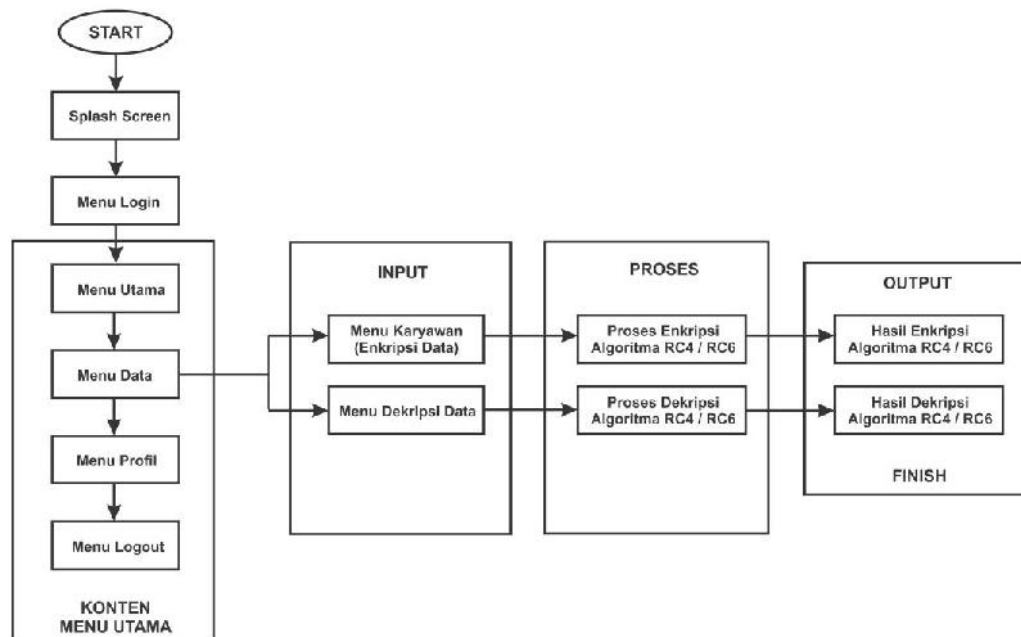 START
Splash Screen
Menu Login
Menu Utama
Menu Data
Menu Profil
Menu Logout
KONTEN
MENU UTAMA
INPUT
Menu Karyawan
(Enkripsi Data)
Menu Dekripsi Data
PROSES
Proses Enkripsi
Algoritma RC4 / RC6
Proses Dekripsi
Algoritma RC4 / RC6
OUTPUT
Hasil Enkripsi
Algoritma RC4 / RC6
Hasil Dekripsi
Algoritma RC4 / RC6
FINISH